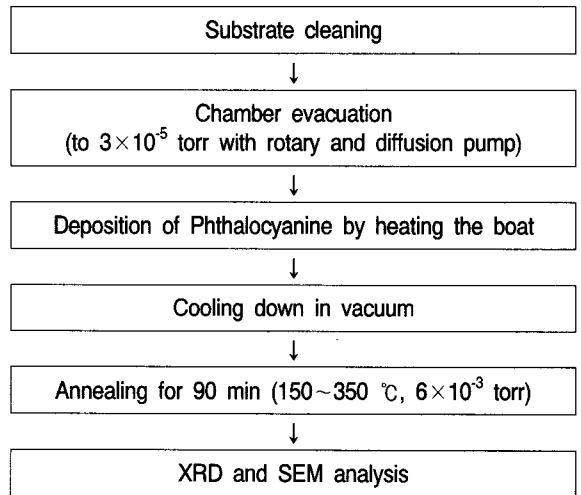 Substrate cleaning
↓
Chamber evacuation
(to 3×10⁻⁵ torr with rotary and diffusion pump)
↓
Deposition of Phthalocyanine by heating the boat
↓
Cooling down in vacuum
↓
Annealing for 90 min (150~350 ℃, 6×10⁻³ torr)
↓
XRD and SEM analysis